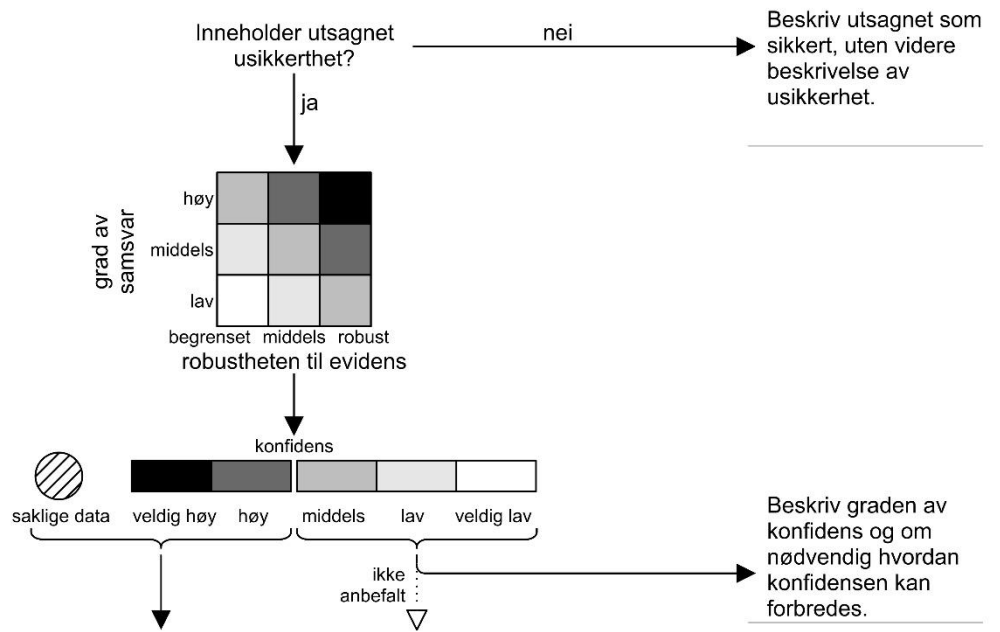 Inneholder utsagnet
usikkerthet?
nei
Beskriv utsagnet som
sikkert, uten videre
beskrivelse av
usikkerhet.
ja
grad av
samsvar
høy
middels
lav
begrenset middels robust
robustheten til evidens
konfidens
saklige data veldig høy høy middels lav veldig lav
ikke
anbefalt
Beskriv graden av
konfidens og om
nødvendig hvordan
konfidensen kan
forbredes.